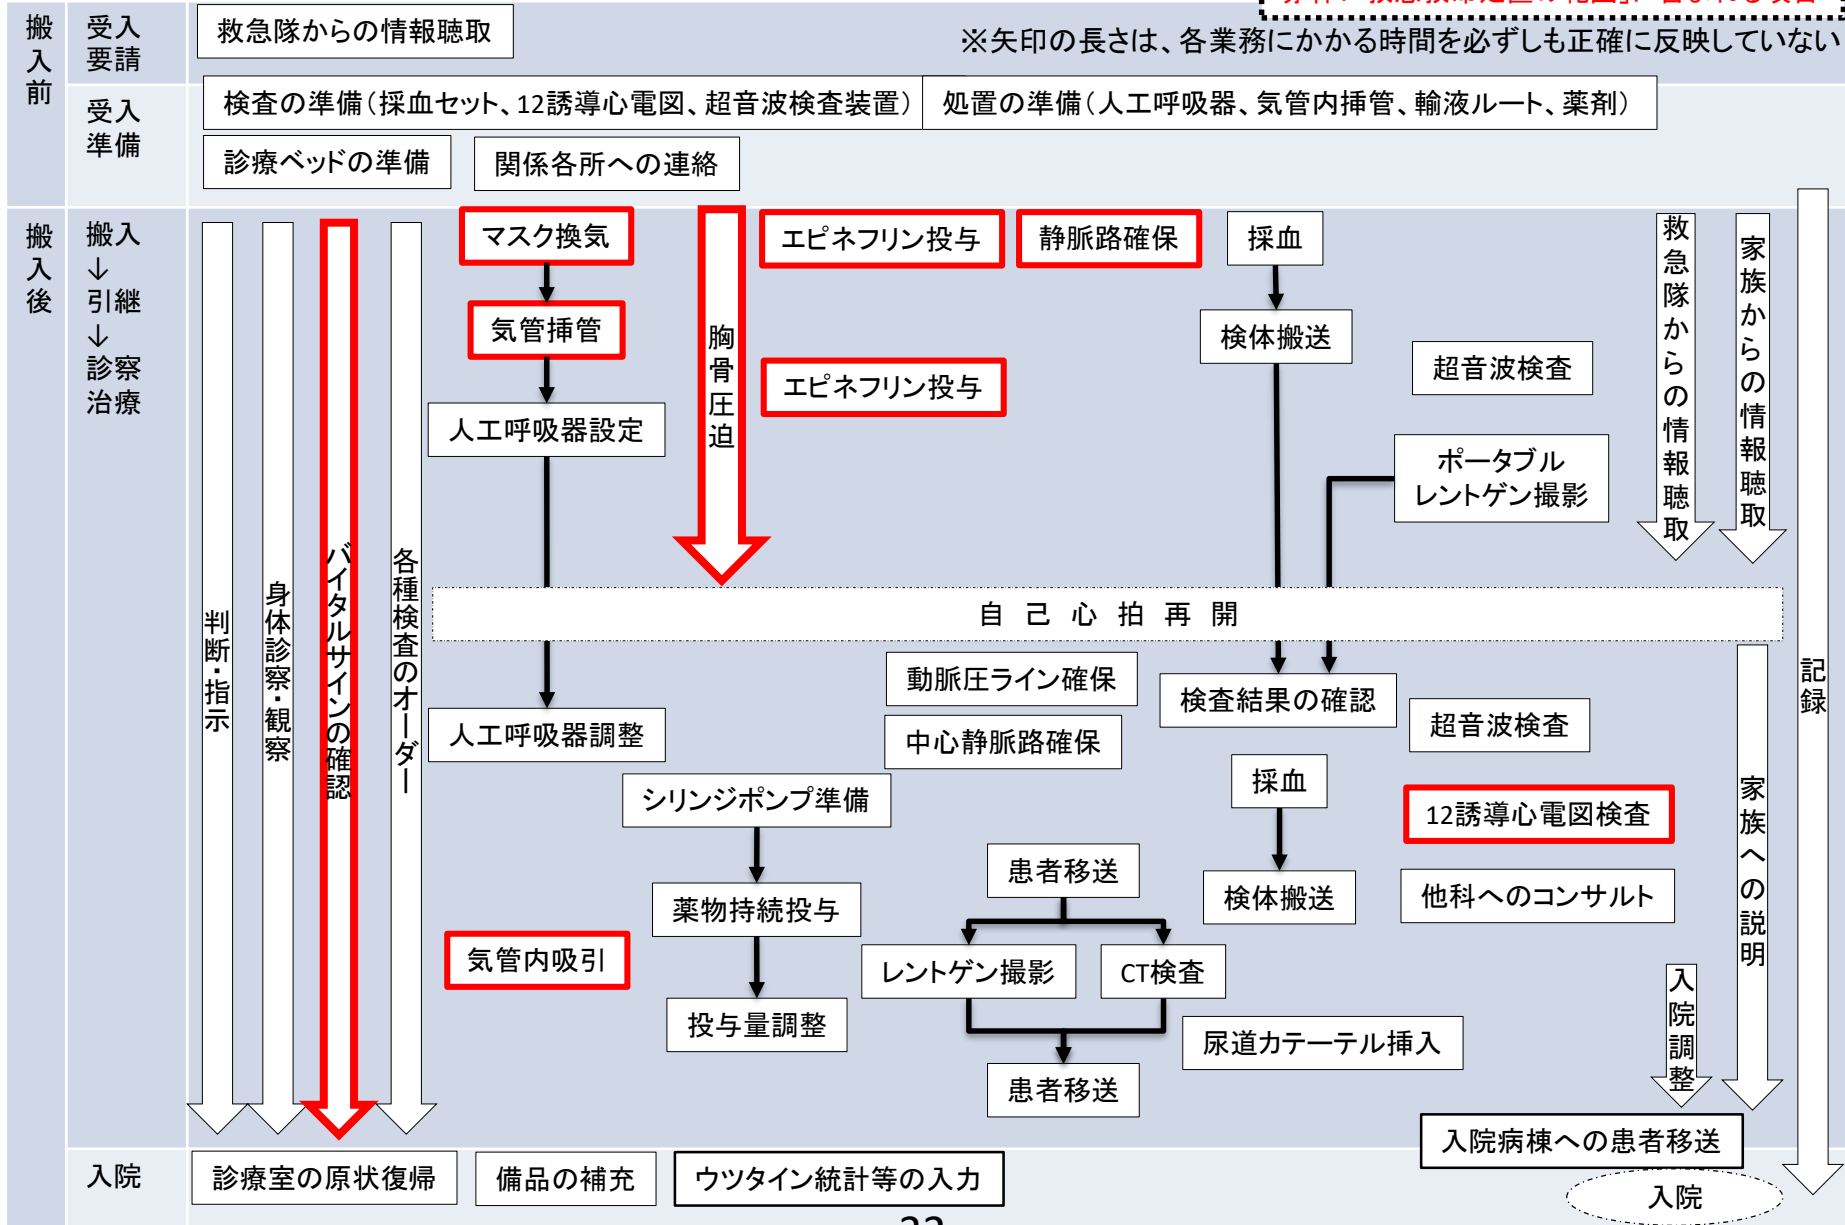 ※矢印の長さは、各業務にかかる時間を必ずしも正確に反映していない
搬入前
受入
要請
救急隊からの情報聴取
受入
準備
検査の準備（採血セット、12誘導心電図、超音波検査装置）
処置の準備（人工呼吸器、気管内挿管、輸液ルート、薬剤）
診療ベッドの準備
関係各所への連絡
搬入後
搬入
↓
引継
↓
診察
治療
判断・指示
身体診察・観察
バイタルサインの確認
各種検査のオーダー
マスク換気
気管挿管
人工呼吸器設定
胸骨圧迫
エピネフリン投与
静脈路確保
エピネフリン投与
採血
検体搬送
超音波検査
ポータブル
レントゲン撮影
救急隊からの情報聴取
家族からの情報聴取
記録
自己心拍再開
人工呼吸器調整
動脈圧ライン確保
中心静脈路確保
検査結果の確認
超音波検査
シリンジポンプ準備
採血
12誘導心電図検査
家族への説明
薬物持続投与
患者移送
検体搬送
他科へのコンサルト
気管内吸引
レントゲン撮影
CT検査
投与量調整
尿道カテーテル挿入
入院調整
患者移送
入院病棟への患者移送
入院
診療室の原状復帰
備品の補充
ウツタイン統計等の入力
入院